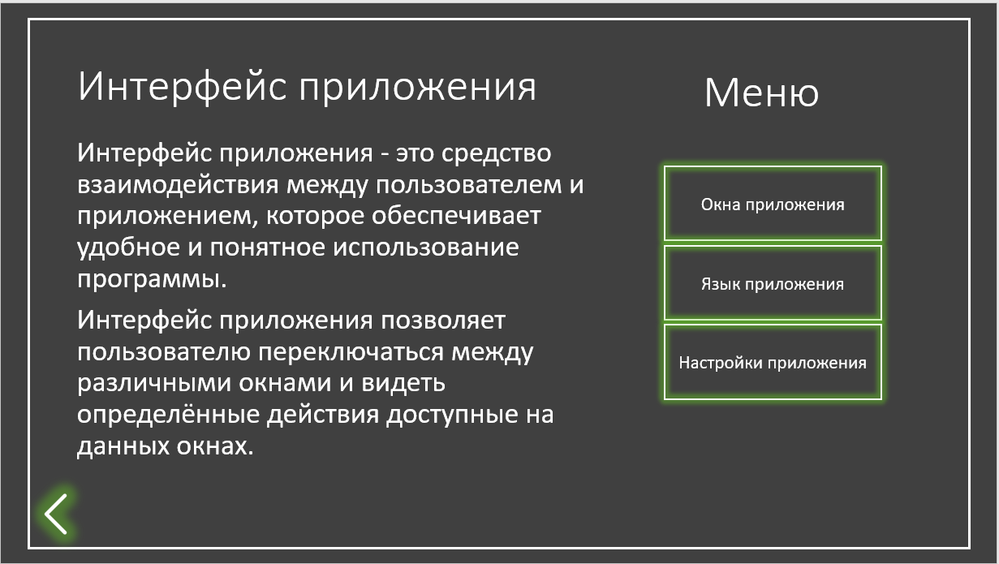 Интерфейс приложения
Интерфейс приложения - это средство
взаимодействия между пользователем и
приложением, которое обеспечивает
удобное и понятное использование
программы.
Интерфейс приложения позволяет
пользователю переключаться между
различными окнами и видеть
определённые действия доступные на
данных окнах.
Меню
Окна приложения
Язык приложения
Настройки приложения